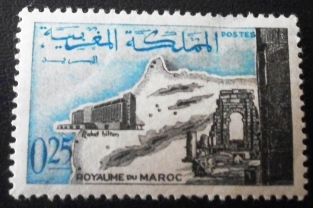 المملكة المغربية
POSTES
البريد
Rabat hilton
0.25
ROYAUME DU MAROC